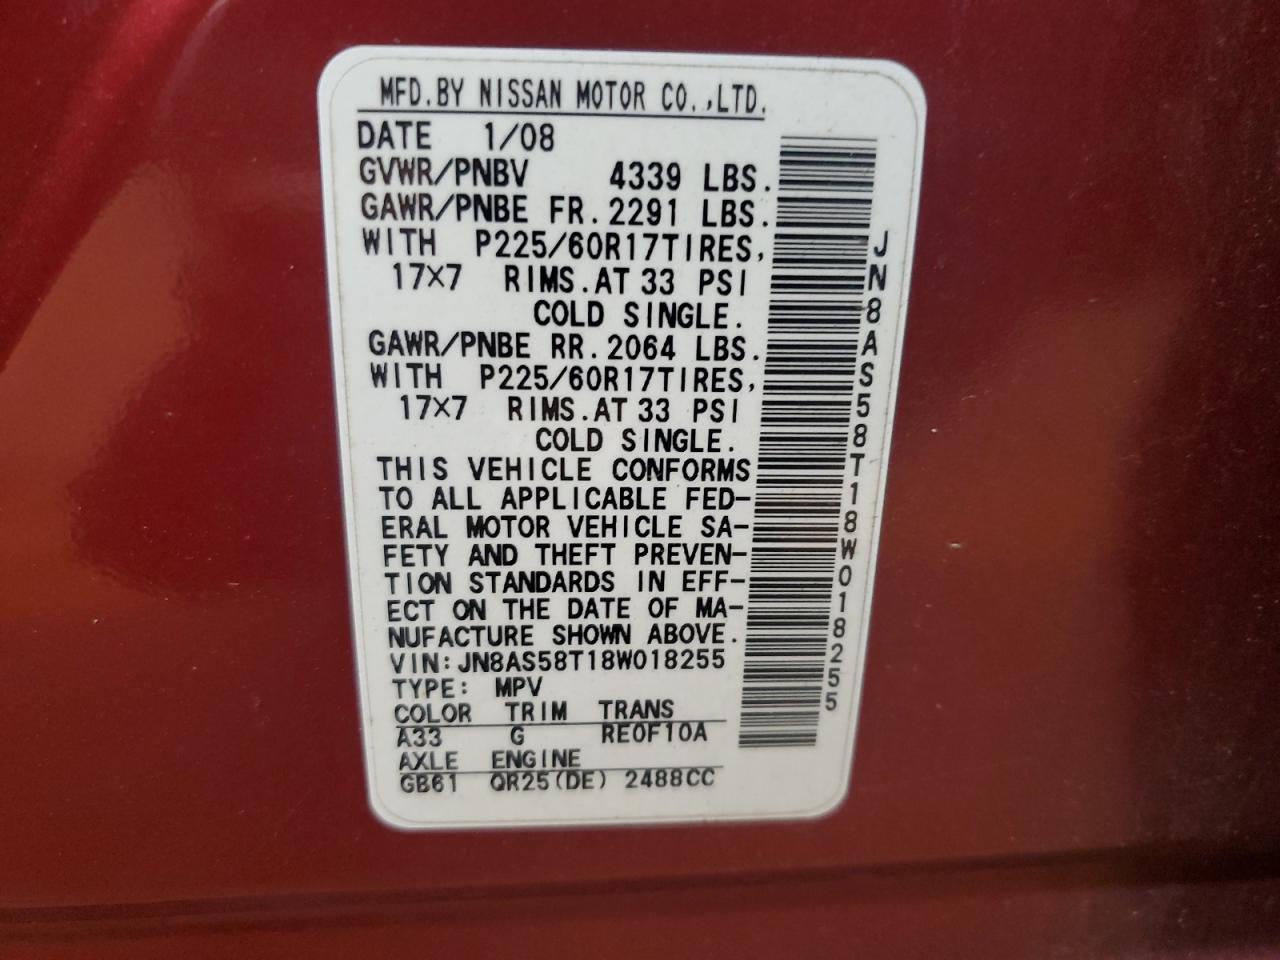 MFD.BY NISSAN MOTOR CO.,LTD.
DATE 1/08
GVWR/PNBV 4339 LBS.
GAWR/PNBE FR.2291 LBS.
WITH P225/60R17TIRES,
17×7 RIMS.AT 33 PSI
COLD SINGLE.
GAWR/PNBE RR.2064 LBS.
WITH P225/60R17TIRES,
17×7 RIMS.AT 33 PSI
COLD SINGLE.
THIS VEHICLE CONFORMS
TO ALL APPLICABLE FED-
ERAL MOTOR VEHICLE SA-
FETY AND THEFT PREVEN-
TION STANDARDS IN EFF-
ECT ON THE DATE OF MA-
NUFACTURE SHOWN ABOVE.
VIN:JN8AS58T18W018255
TYPE: MPV
COLOR TRIM TRANS
A33 G RE0F10A
AXLE ENGINE
GB61 QR25(DE) 2488CC
JN8AS58T18W018255